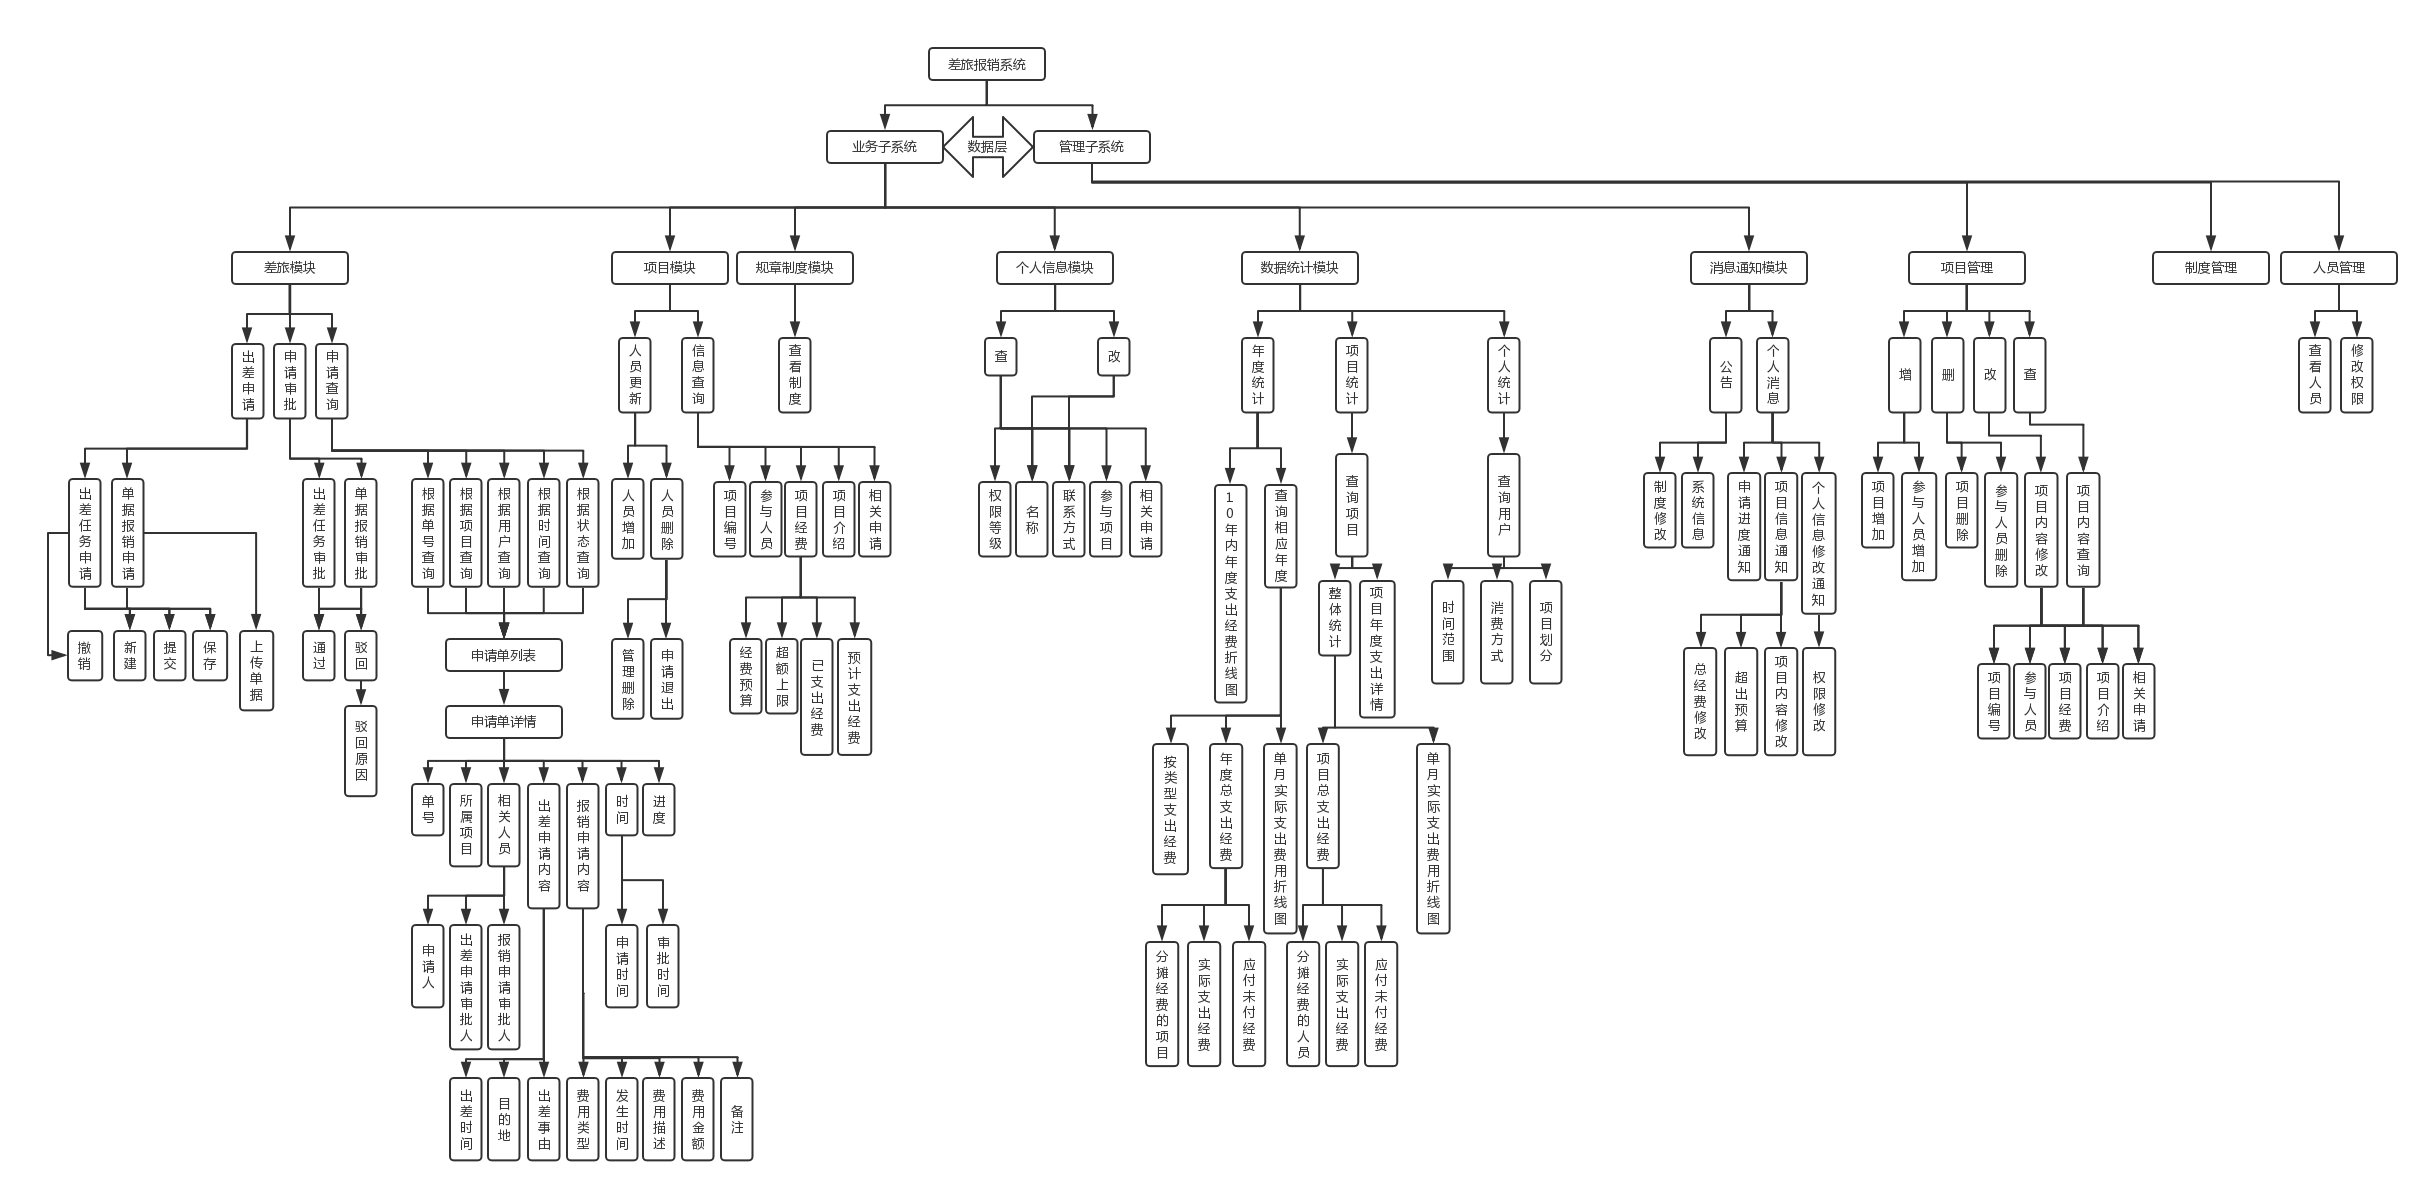 差旅报销系统
业务子系统
数据层
管理子系统
差旅模块
项目模块
规章制度模块
个人信息模块
数据统计模块
消息通知模块
项目管理
制度管理
人员管理
出差申请
申请审批
申请查询
人员更新
信息查询
查看制度
查
改
年度统计
项目统计
个人统计
公告
个人消息
增
删
改
查
查看人员
修改权限
出差任务申请
单据报销申请
出差任务审批
单据报销审批
根据单号查询
根据项目查询
根据用户查询
根据时间查询
根据状态查询
人员增加
人员删除
项目编号
参与人员
项目经费
项目介绍
相关申请
权限等级
名称
联系方式
参与项目
相关申请
10年内年度支出经费折线图
查询相应年度
查询项目
查询用户
制度修改
系统信息
申请进度通知
项目信息通知
个人信息修改通知
项目增加
参与人员增加
项目删除
参与人员删除
项目内容修改
项目内容查询
整体统计
项目年度支出详情
时间范围
消费方式
项目划分
撤销
新建
提交
保存
上传单据
通过
驳回
申请单列表
管理删除
申请退出
经费预算
超额上限
已支出经费
预计支出经费
总经费修改
超出预算
项目内容修改
权限修改
项目编号
参与人员
项目经费
项目介绍
相关申请
驳回原因
申请单详情
按类型支出经费
年度总支出经费
单月实际支出费用折线图
项目总支出经费
单月实际支出费用折线图
单号
所属项目
相关人员
出差申请内容
报销申请内容
时间
进度
申请人
出差申请审批人
报销申请审批人
申请时间
审批时间
分摊经费的项目
实际支出经费
应付未付经费
分摊经费的人员
实际支出经费
应付未付经费
出差时间
目的地
出差事由
费用类型
发生时间
费用描述
费用金额
备注